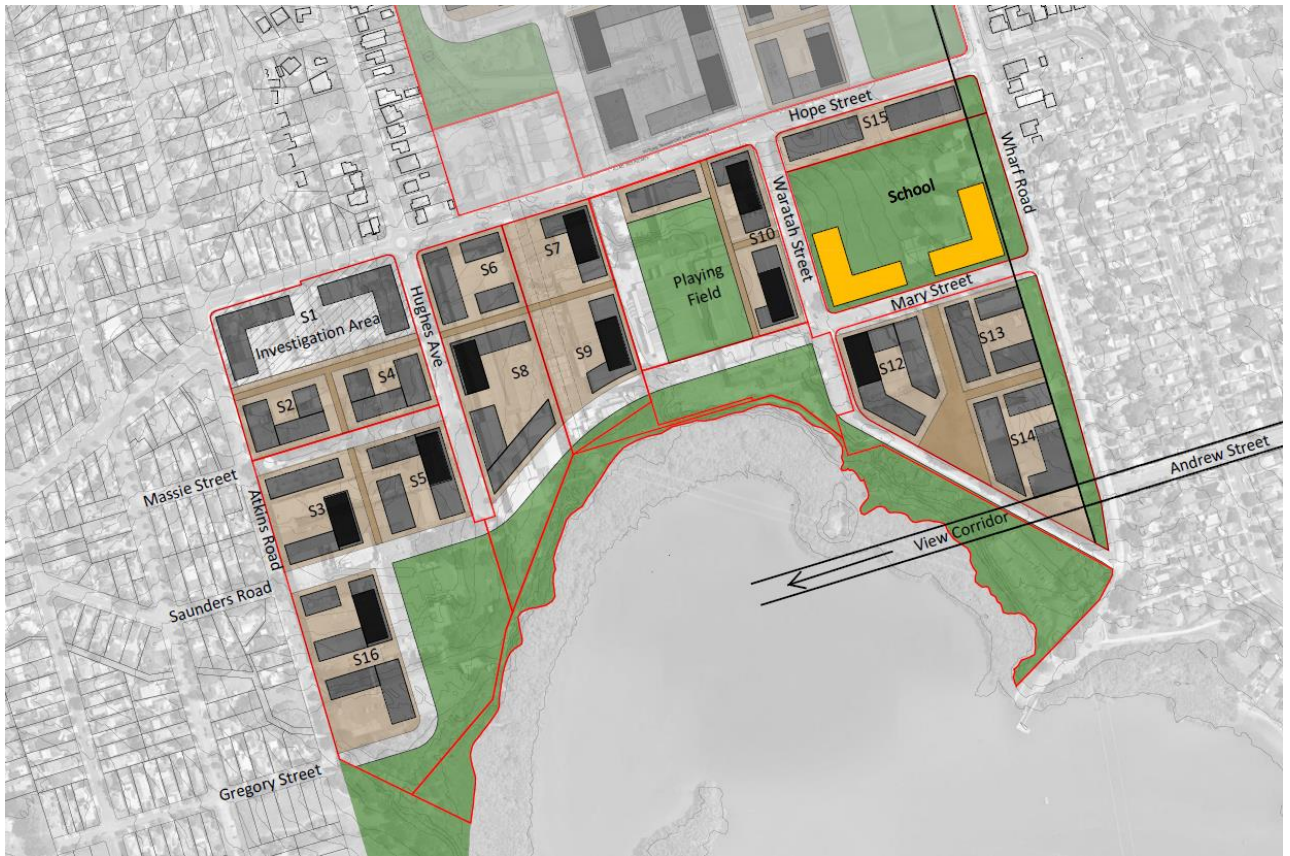 Hope Street
S15
Wharf Road
School
Waratah Street
S10
S7
S6
Playing
Field
Mary Street
Hughes Ave
S1
Investigation Area
S13
S9
S12
S8
S4
S2
S14
Andrew Street
Massie Street
S5
Atkins Road
S3
View Corridor
Saunders Road
S16
Gregory Street